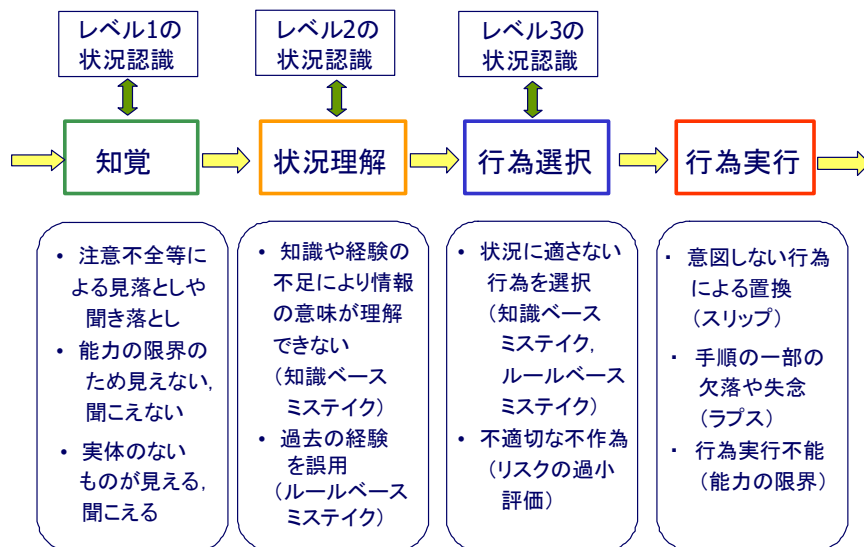 レベル1の
状況認識
レベル2の
状況認識
レベル3の
状況認識
知覚
状況理解
行為選択
行為実行
• 注意不全等に
よる見落としや
聞き落とし
• 能力の限界の
ため見えない,
聞こえない
• 実体のない
ものが見える,
聞こえる
• 知識や経験の
不足により情報
の意味が理解
できない
(知識ベース
ミステイク)
• 過去の経験
を誤用
(ルールベース
ミステイク)
• 状況に適さない
行為を選択
(知識ベース
ミステイク,
ルールベース
ミステイク)
• 不適切な不作為
(リスクの過小
評価)
・ 意図しない行為
による置換
(スリップ)
・ 手順の一部の
欠落や失念
(ラプス)
・ 行為実行不能
(能力の限界)